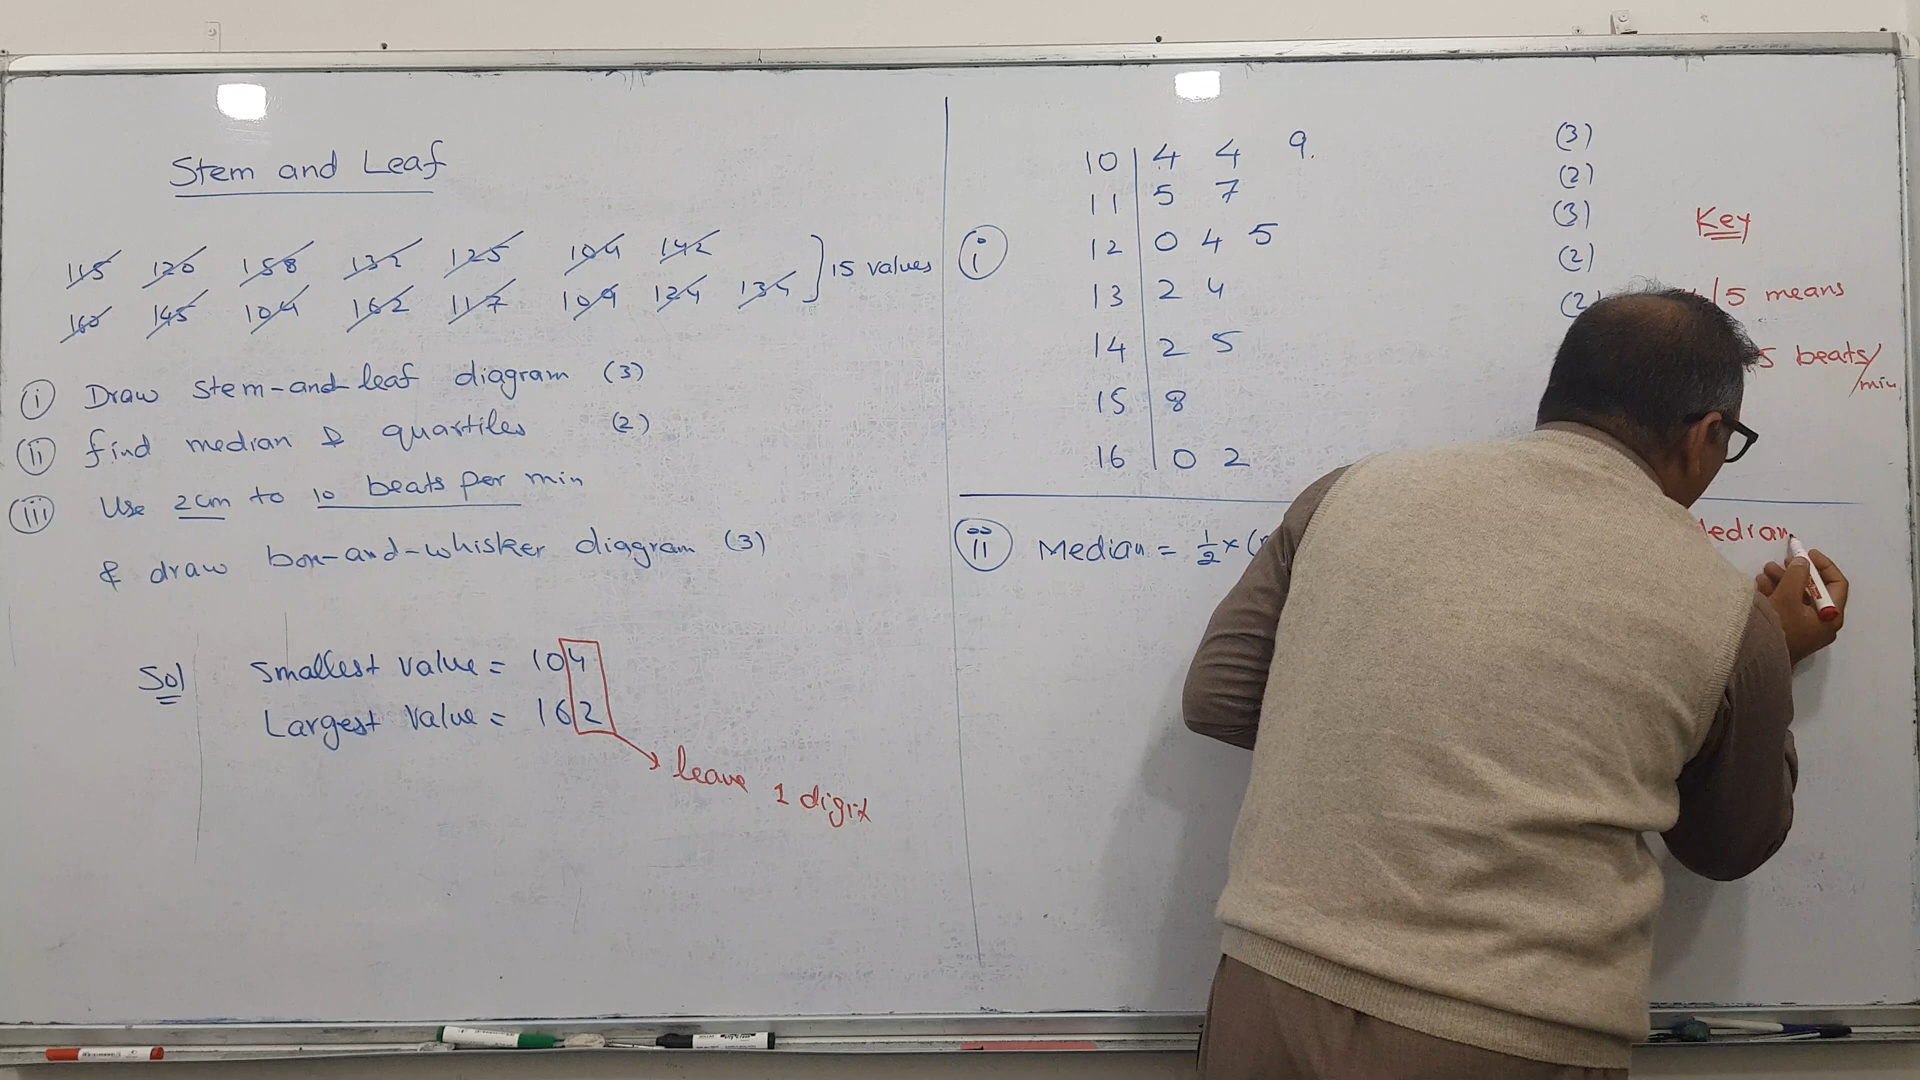 Stem and Leaf
115 120 158 132 125 104 142
160 145 104 162 117 109 124 134
} 15 values
(i) Draw stem-and-leaf diagram (3)
(ii) find median & quartiles (2)
(iii) Use 2cm to 10 beats per min
& draw box-and-whisker diagram (3)
Sol
Smallest value = 104
Largest value = 162
leave 1 digit
(i)
10 | 4 4 9. (3)
11 | 5 7 (2)
12 | 0 4 5 (3)
13 | 2 4 (2)
14 | 2 5 (2
15 | 8
16 | 0 2
Key
/5 means
5 beats/
min
(ii) Median = 1/2 × (
edian